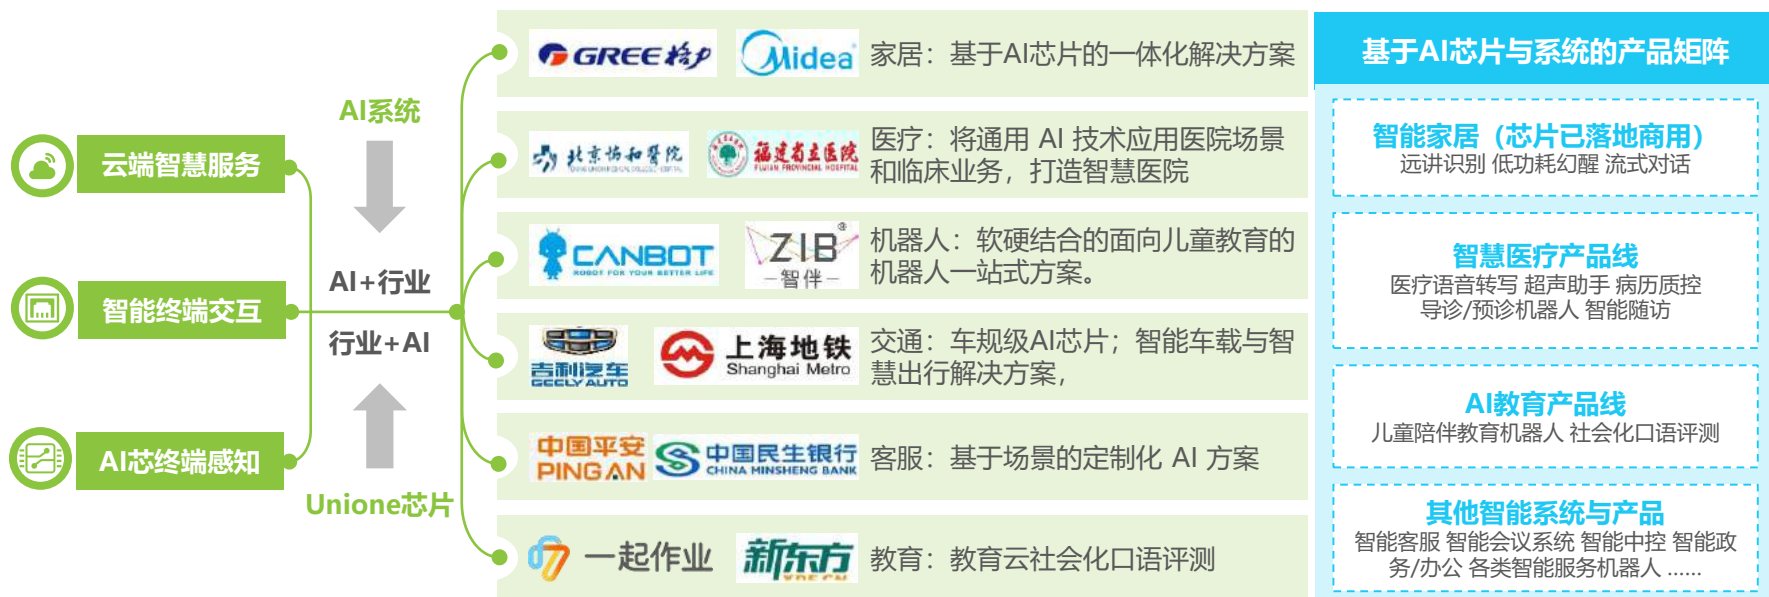 云端智慧服务
智能终端交互
AI芯终端感知
AI系统
AI+行业
行业+AI
Unione芯片
GREE格力
Midea
家居：基于AI芯片的一体化解决方案
北京协和医院
福建省立医院
FUJIAN PROVINCIAL HOSPITAL
医疗：将通用 AI 技术应用医院场景
和临床业务，打造智慧医院
CANBOT
ROBOT FOR YOUR BETTER LIFE
ZIB®
智伴
机器人：软硬结合的面向儿童教育的
机器人一站式方案。
吉利汽车
GEELY AUTO
上海地铁
Shanghai Metro
交通：车规级AI芯片；智能车载与智
慧出行解决方案，
中国平安
PING AN
中国民生银行
CHINA MINSHENG BANK
客服：基于场景的定制化 AI 方案
一起作业
新东方
XDF.CN
教育：教育云社会化口语评测
基于AI芯片与系统的产品矩阵
智能家居（芯片已落地商用）
远讲识别 低功耗幻醒 流式对话
智慧医疗产品线
医疗语音转写 超声助手 病历质控
导诊/预诊机器人 智能随访
AI教育产品线
儿童陪伴教育机器人 社会化口语评测
其他智能系统与产品
智能客服 智能会议系统 智能中控 智能政
务/办公 各类智能服务机器人 ......